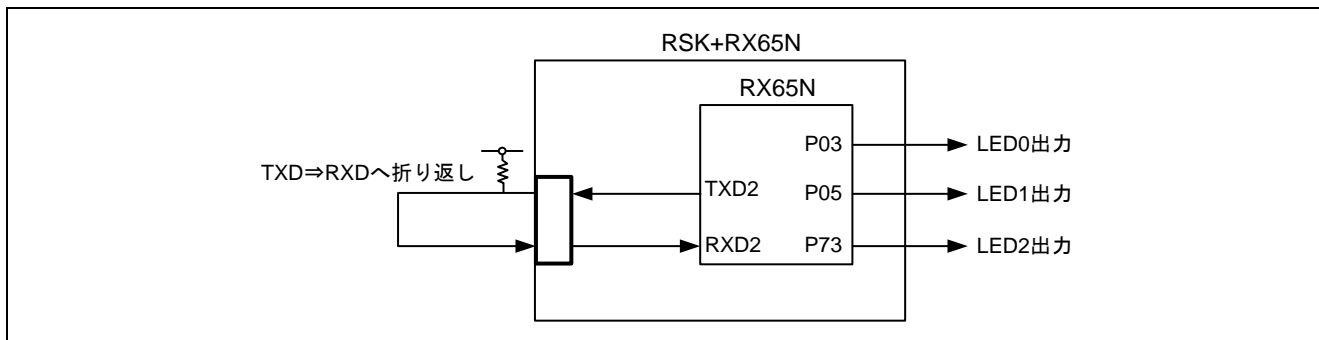 RSK+RX65N
RX65N
P03
LED0出力
TXD⇒RXDへ折り返し
TXD2
P05
LED1出力
RXD2
P73
LED2出力